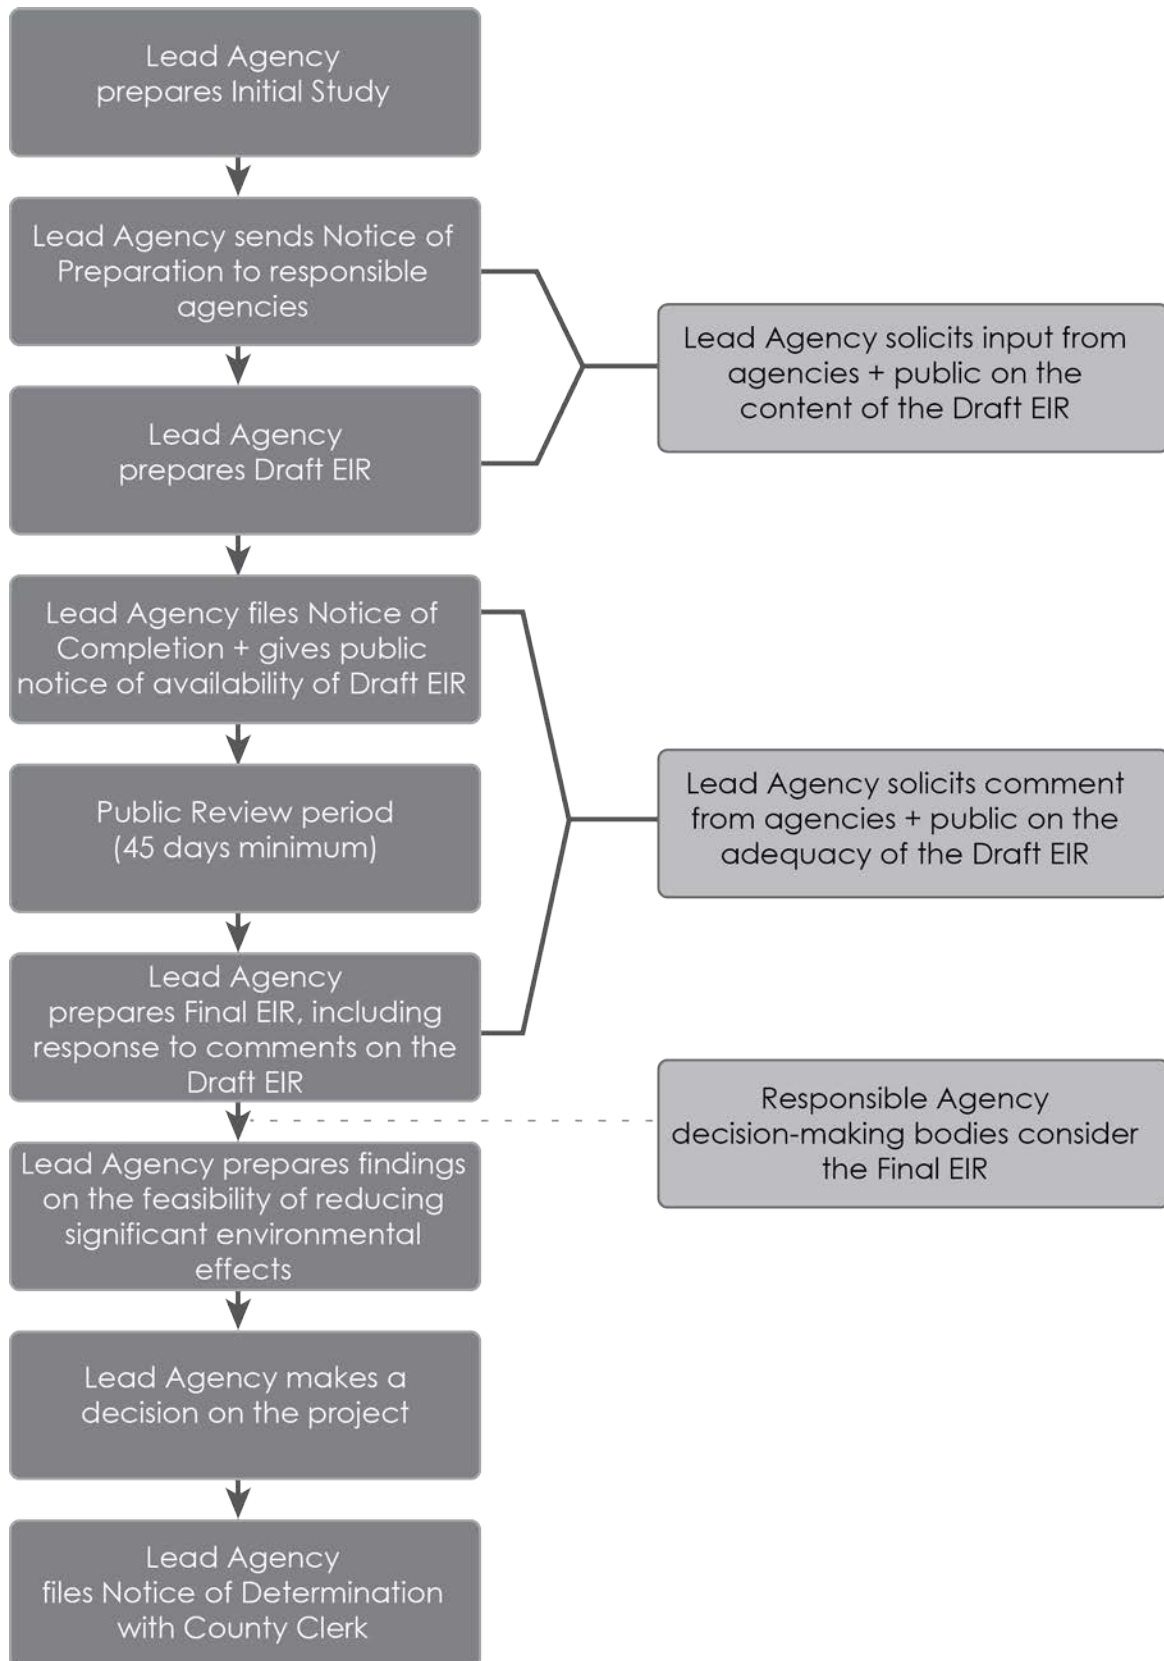 Lead Agency
prepares Initial Study
Lead Agency sends Notice of
Preparation to responsible
agencies
Lead Agency solicits input from
agencies + public on the
content of the Draft EIR
Lead Agency
prepares Draft EIR
Lead Agency files Notice of
Completion + gives public
notice of availability of Draft EIR
Public Review period
(45 days minimum)
Lead Agency solicits comment
from agencies + public on the
adequacy of the Draft EIR
Lead Agency
prepares Final EIR, including
response to comments on the
Draft EIR
Responsible Agency
decision-making bodies consider
the Final EIR
Lead Agency prepares findings
on the feasibility of reducing
significant environmental
effects
Lead Agency makes a
decision on the project
Lead Agency
files Notice of Determination
with County Clerk